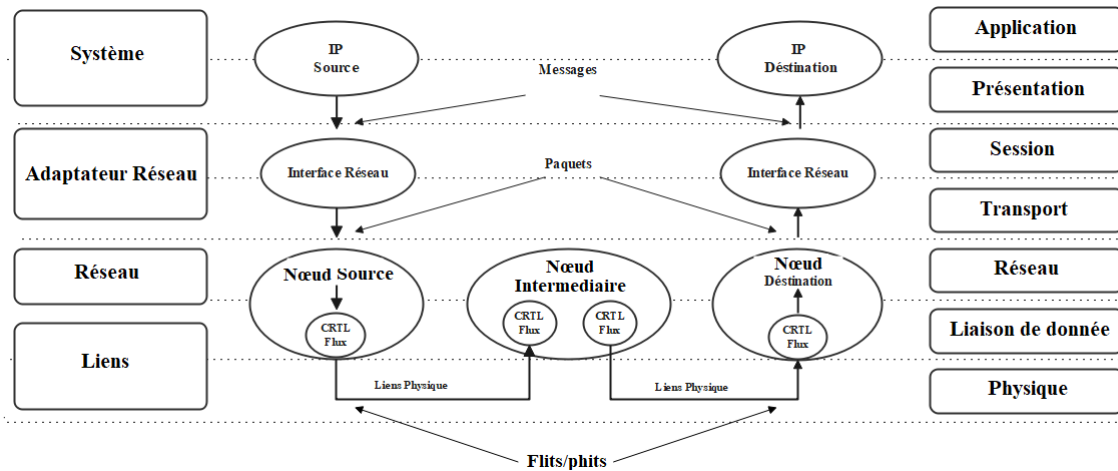 Système
Adaptateur Réseau
Réseau
Liens
IP
Source
Messages
IP
Déstination
Interface Réseau
Paquets
Interface Réseau
Nœud Source
CRTL
Flux
Nœud
Intermediaire
CRTL
Flux
CRTL
Flux
Nœud
Déstination
CRTL
Flux
Liens Physique
Liens Physique
Flits/phits
Application
Présentation
Session
Transport
Réseau
Liaison de donnée
Physique